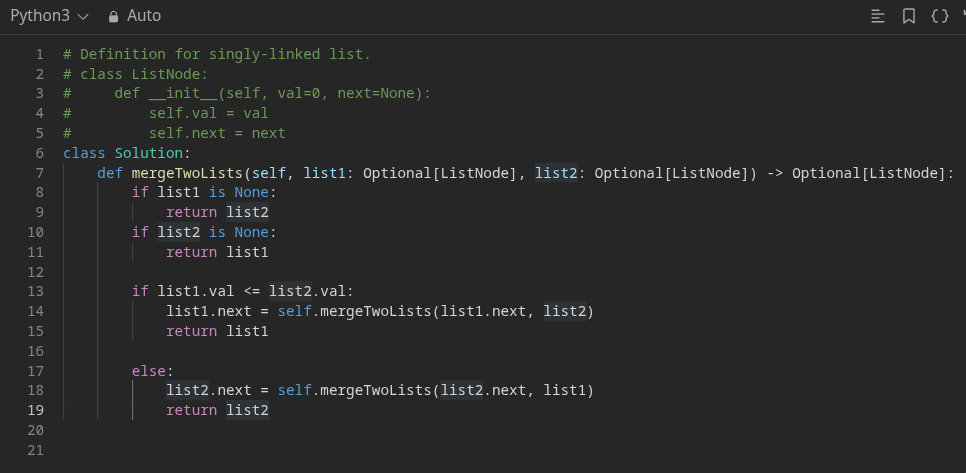 Python3 Auto
1 # Definition for singly-linked list.
2 # class ListNode:
3 #     def __init__(self, val=0, next=None):
4 #         self.val = val
5 #         self.next = next
6 class Solution:
7     def mergeTwoLists(self, list1: Optional[ListNode], list2: Optional[ListNode]) -> Optional[ListNode]:
8         if list1 is None:
9             return list2
10         if list2 is None:
11             return list1
12
13         if list1.val <= list2.val:
14             list1.next = self.mergeTwoLists(list1.next, list2)
15             return list1
16
17         else:
18             list2.next = self.mergeTwoLists(list2.next, list1)
19             return list2
20
21